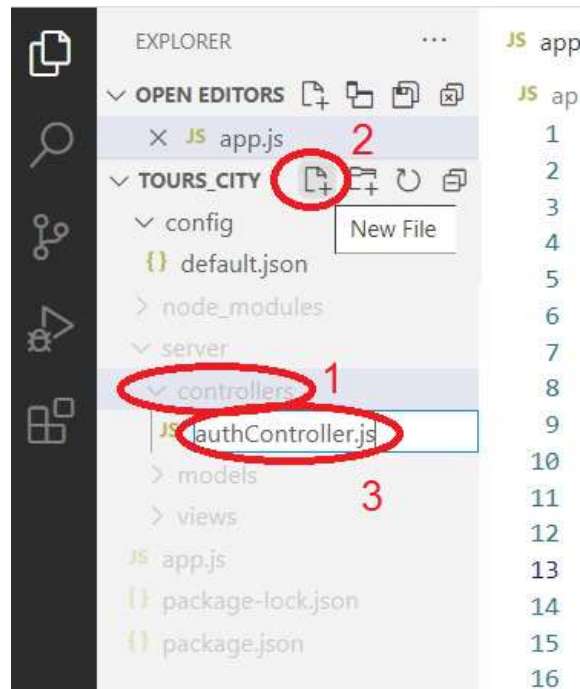 EXPLORER ...
JS app
OPEN EDITORS
JS ap
JS app.js
2
TOURS_CITY
New File
config
{} default.json
node_modules
server
controllers
1
JS authController.js
models
3
views
JS app.js
{} package-lock.json
{} package.json
1
2
3
4
5
6
7
8
9
10
11
12
13
14
15
16